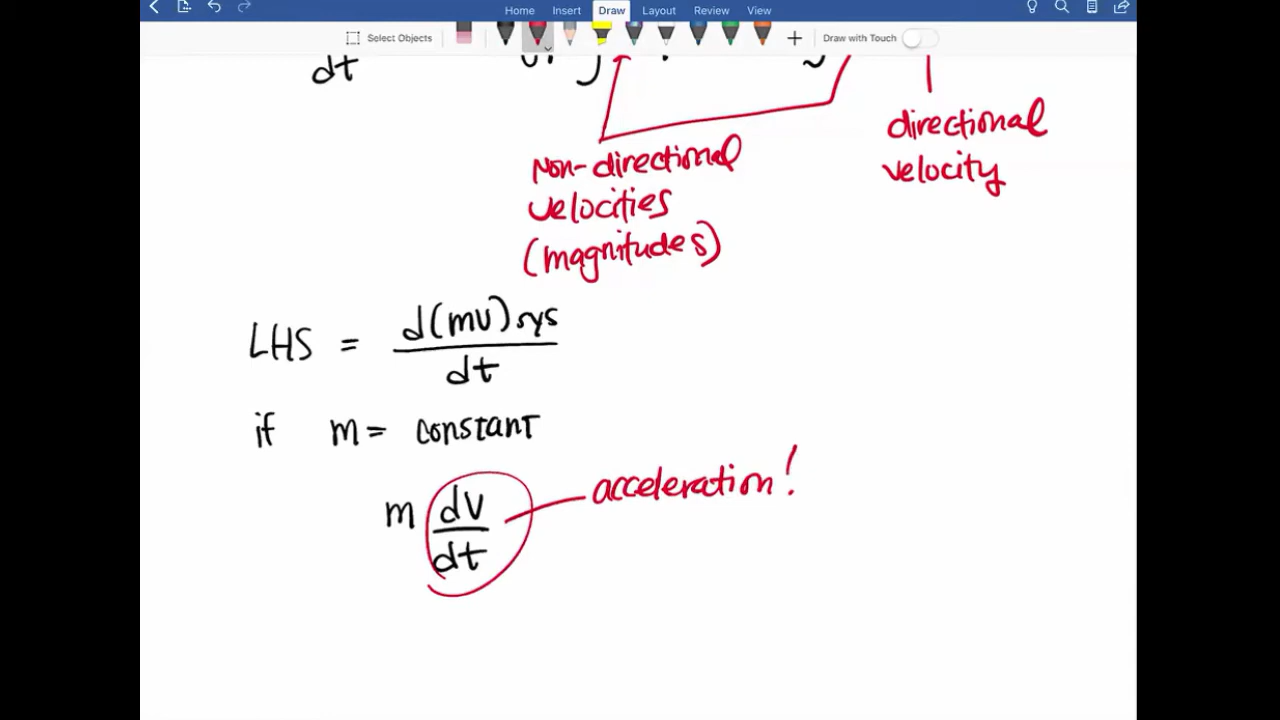 Home Insert Draw Layout Review View
Select Objects
Draw with Touch
dt
directional
velocity
Non-directional
velocities
(magnitudes)
LHS = d(mv)sys
dt
if m = constant
m dv
dt
acceleration!